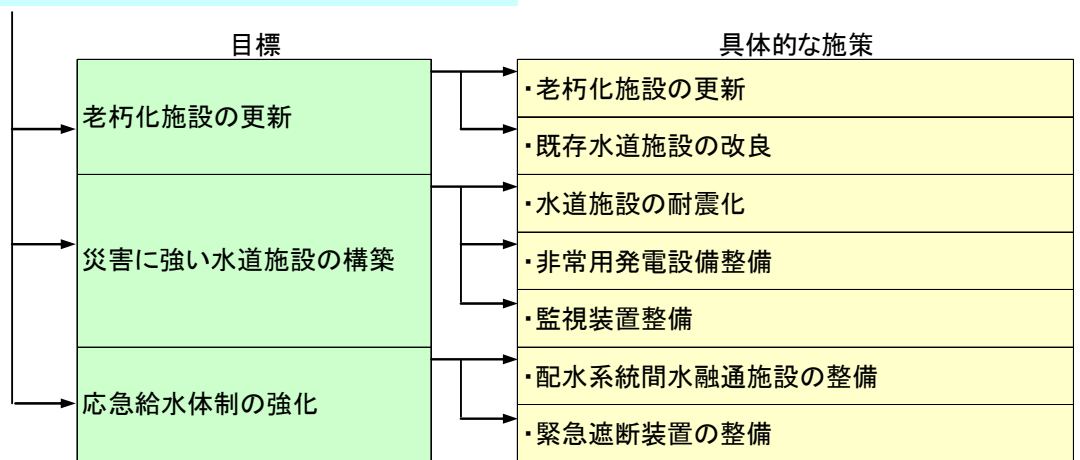 目標
具体的な施策
老朽化施設の更新
・老朽化施設の更新
・既存水道施設の改良
災害に強い水道施設の構築
・水道施設の耐震化
・非常用発電設備整備
・監視装置整備
応急給水体制の強化
・配水系統間水融通施設の整備
・緊急遮断装置の整備